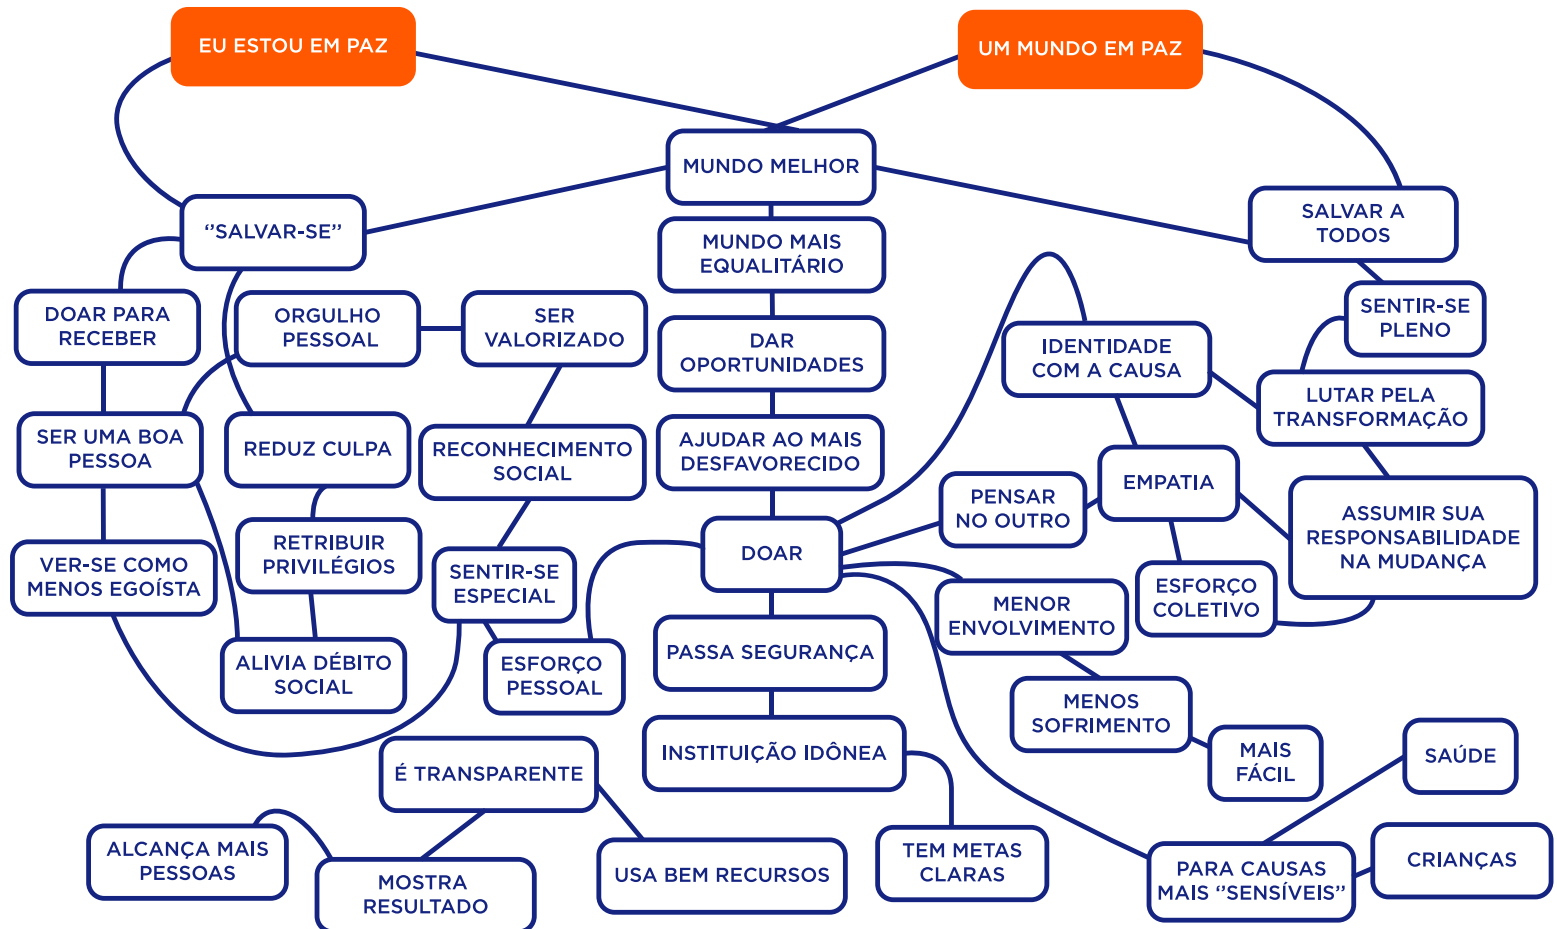 EU ESTOU EM PAZ
UM MUNDO EM PAZ
MUNDO MELHOR
‘’SALVAR-SE’’
SALVAR A
TODOS
MUNDO MAIS
EQUALITÁRIO
DOAR PARA
RECEBER
ORGULHO
PESSOAL
SER
VALORIZADO
DAR
OPORTUNIDADES
IDENTIDADE
COM A CAUSA
SENTIR-SE
PLENO
LUTAR PELA
TRANSFORMAÇÃO
SER UMA BOA
PESSOA
REDUZ CULPA
RECONHECIMENTO
SOCIAL
AJUDAR AO MAIS
DESFAVORECIDO
EMPATIA
PENSAR
NO OUTRO
ASSUMIR SUA
RESPONSABILIDADE
NA MUDANÇA
DOAR
VER-SE COMO
MENOS EGOÍSTA
RETRIBUIR
PRIVILÉGIOS
SENTIR-SE
ESPECIAL
MENOR
ENVOLVIMENTO
ESFORÇO
COLETIVO
ALIVIA DÉBITO
SOCIAL
ESFORÇO
PESSOAL
PASSA SEGURANÇA
MENOS
SOFRIMENTO
INSTITUIÇÃO IDÔNEA
MAIS
FÁCIL
SAÚDE
É TRANSPARENTE
ALCANÇA MAIS
PESSOAS
MOSTRA
RESULTADO
USA BEM RECURSOS
TEM METAS
CLARAS
PARA CAUSAS
MAIS ‘’SENSÍVEIS’’
CRIANÇAS